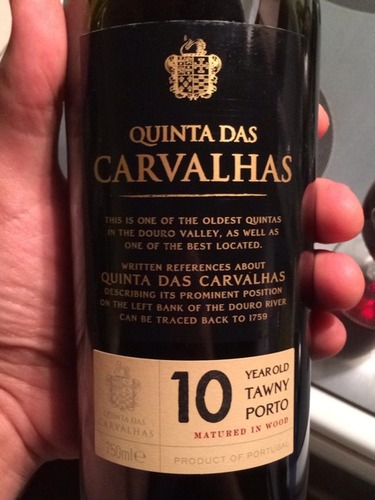 QUINTA DAS
CARVALHAS
THIS IS ONE OF THE OLDEST QUINTAS
IN THE DOURO VALLEY, AS WELL AS
ONE OF THE BEST LOCATED.
WRITTEN REFERENCES ABOUT
QUINTA DAS CARVALHAS
DESCRIBING ITS PROMINENT POSITION
ON THE LEFT BANK OF THE DOURO RIVER
CAN BE TRACED BACK TO 1759
QUINTA DAS
CARVALHAS
750ml e
10
YEAR OLD
TAWNY
PORTO
MATURED IN WOOD
PRODUCT OF PORTUGAL